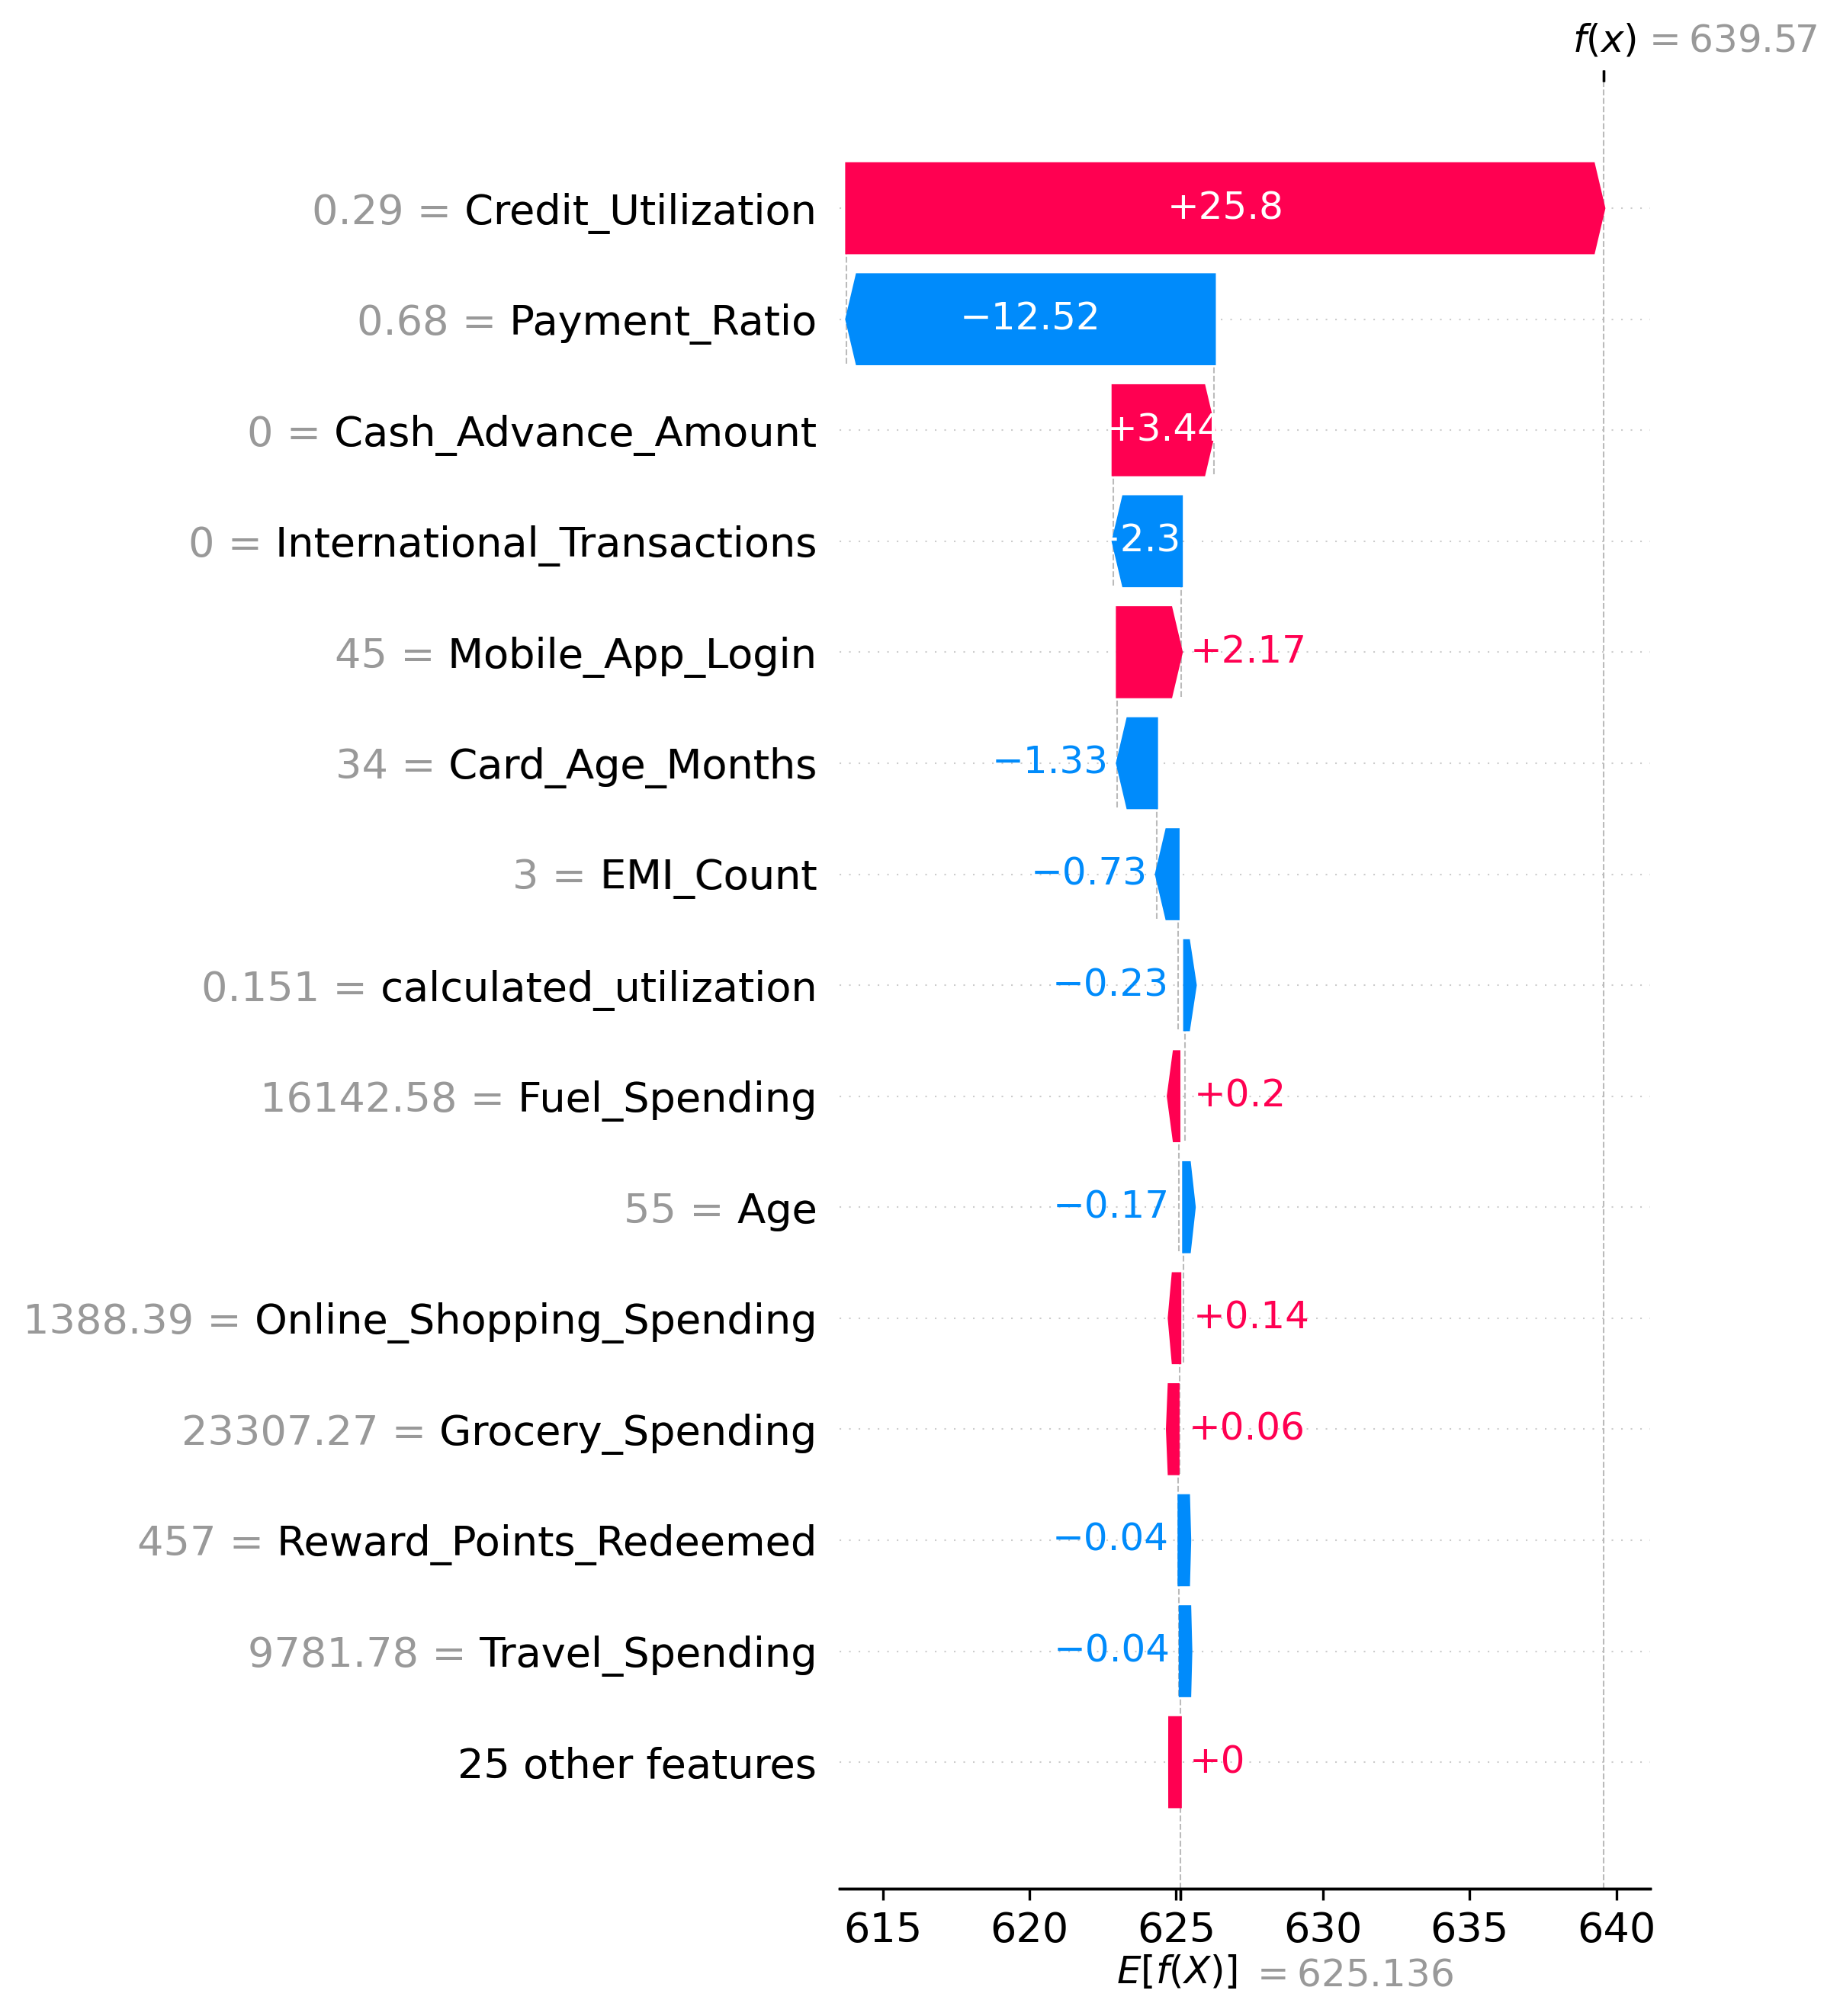 f(x) = 639.57
0.29 = Credit_Utilization +25.8
0.68 = Payment_Ratio −12.52
0 = Cash_Advance_Amount +3.44
0 = International_Transactions
45 = Mobile_App_Login +2.17
34 = Card_Age_Months −1.33
3 = EMI_Count −0.73
0.151 = calculated_utilization −0.23
16142.58 = Fuel_Spending +0.2
55 = Age −0.17
1388.39 = Online_Shopping_Spending +0.14
23307.27 = Grocery_Spending +0.06
457 = Reward_Points_Redeemed −0.04
9781.78 = Travel_Spending −0.04
25 other features +0
615 620 625 630 635 640
E[f(X)] = 625.136